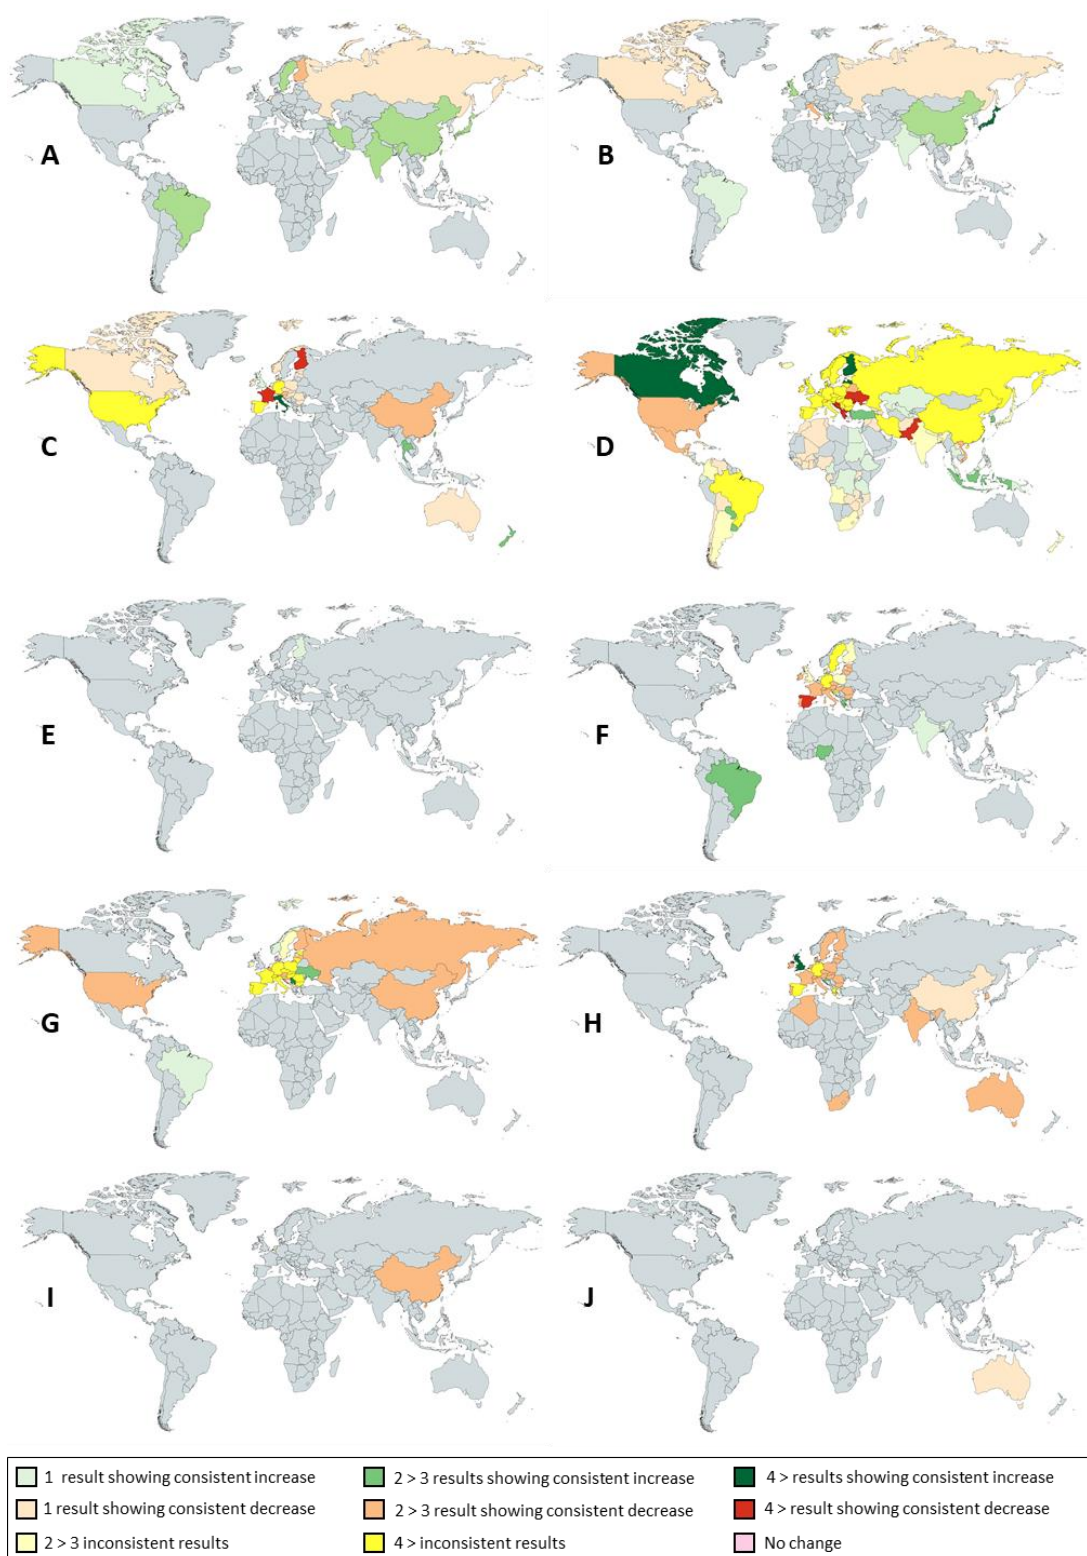 A
B
C
D
E
F
G
H
I
J
1 result showing consistent increase
2 > 3 results showing consistent increase
4 > results showing consistent increase
1 result showing consistent decrease
2 > 3 result showing consistent decrease
4 > result showing consistent decrease
2 > 3 inconsistent results
4 > inconsistent results
No change